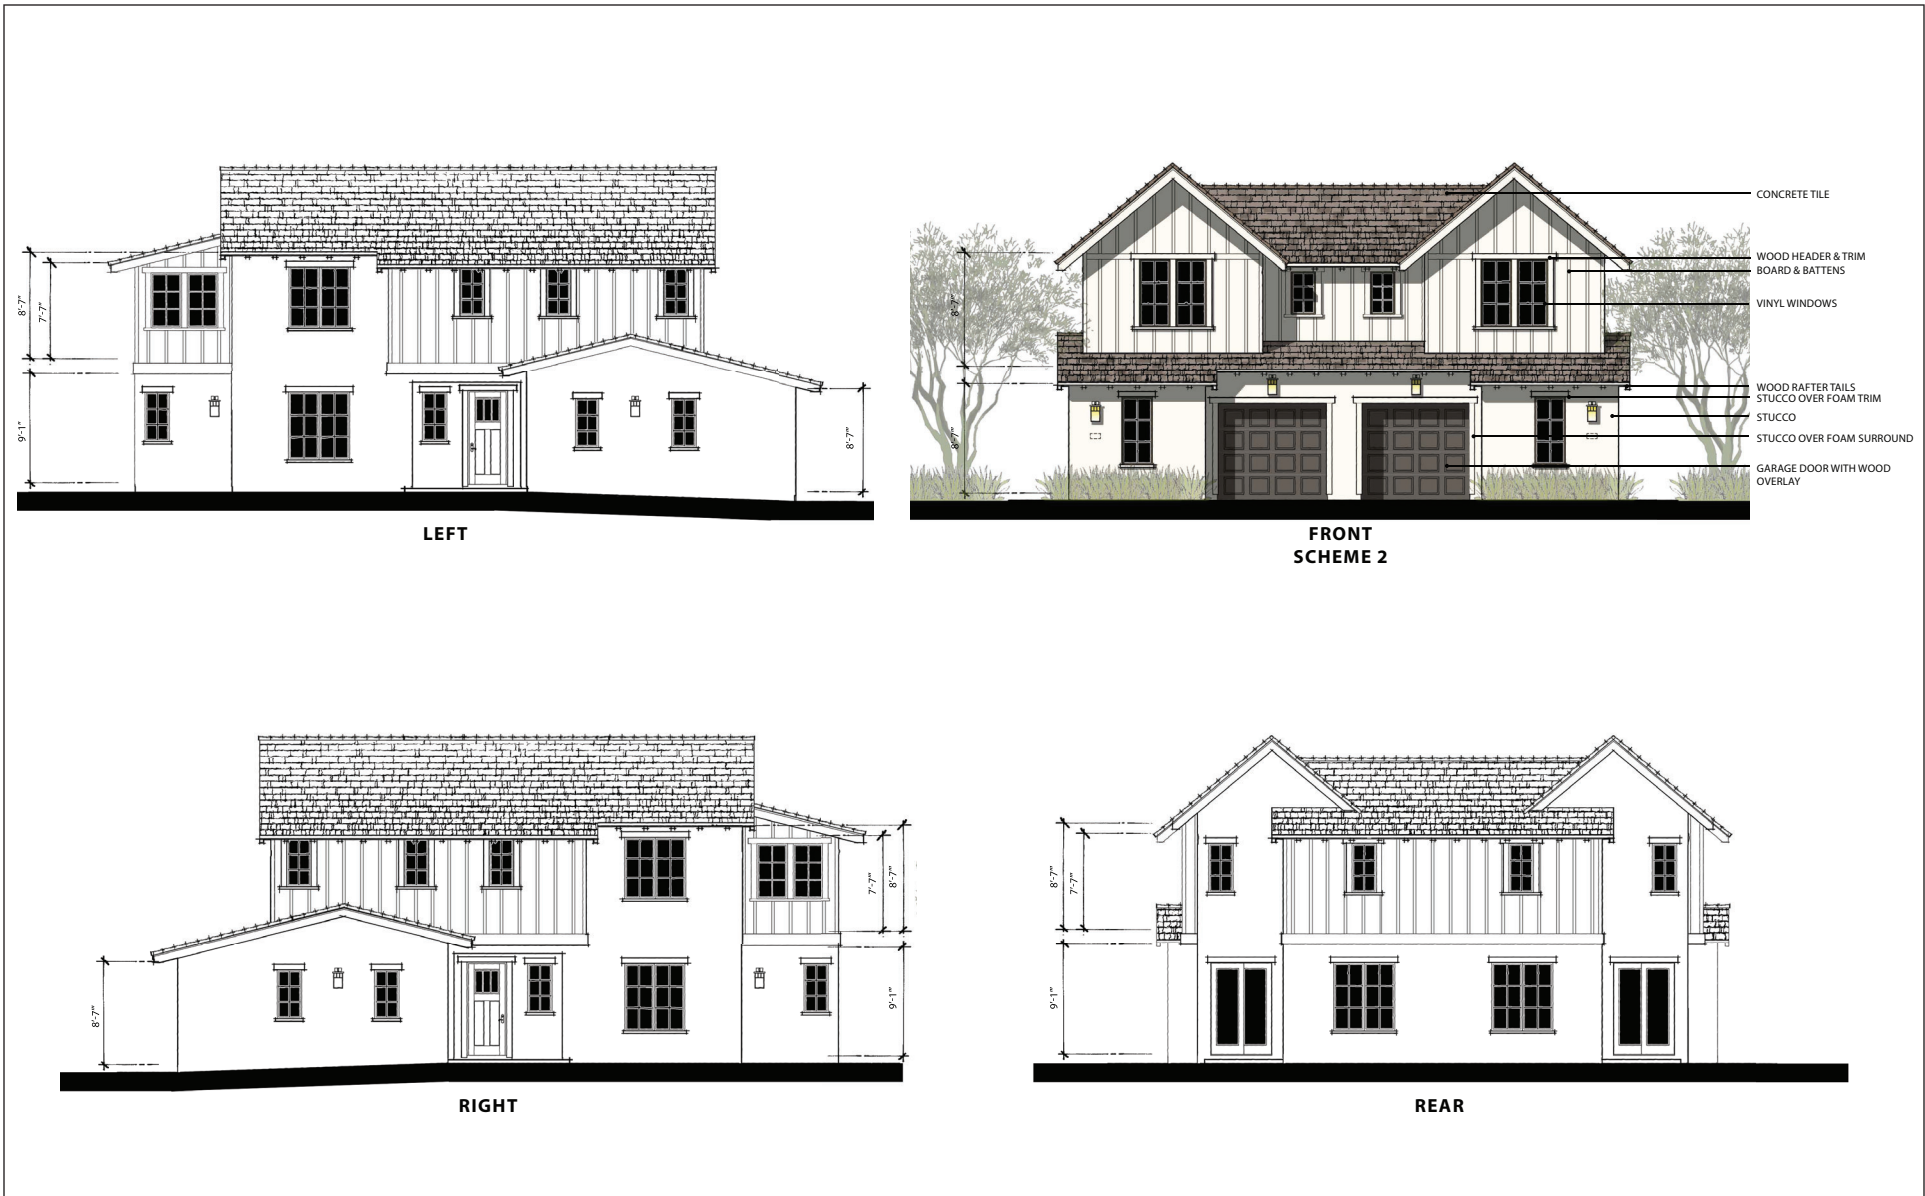 8'-7"
7'-7"
9'-1"
8'-7"
LEFT
8'-7"
8'-7"
CONCRETE TILE
WOOD HEADER & TRIM
BOARD & BATTENS
VINYL WINDOWS
WOOD RAFTER TAILS
STUCCO OVER FOAM TRIM
STUCCO
STUCCO OVER FOAM SURROUND
GARAGE DOOR WITH WOOD
OVERLAY
FRONT
SCHEME 2
8'-7"
7'-7"
8'-7"
9'-1"
RIGHT
8'-7"
7'-7"
9'-1"
REAR